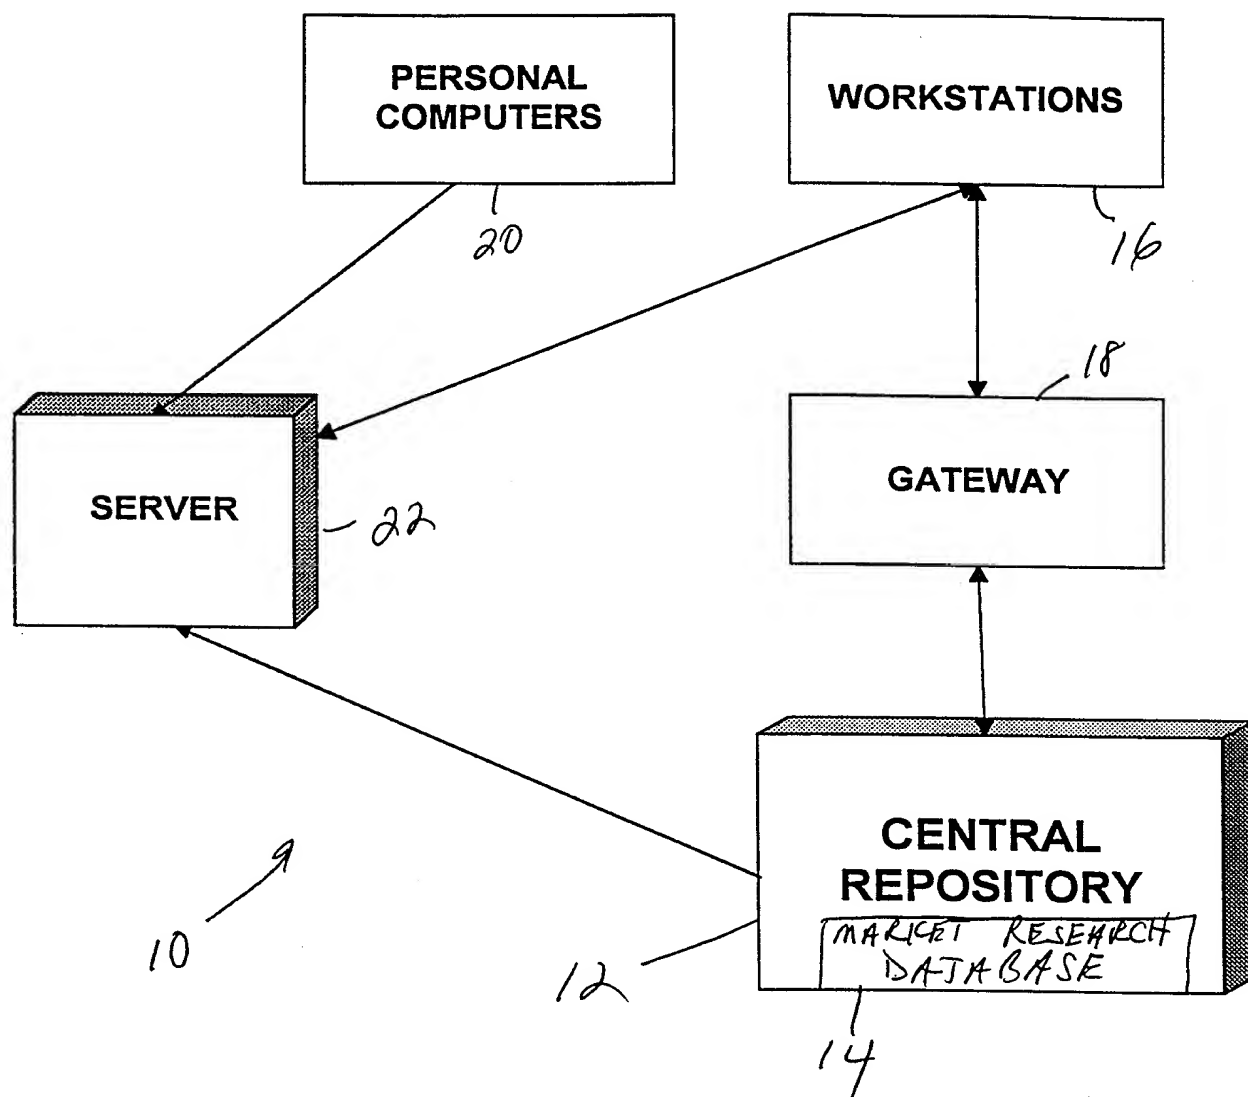 PERSONAL
COMPUTERS
WORKSTATIONS
20
16
18
SERVER
GATEWAY
22
CENTRAL
REPOSITORY
MARKET RESEARCH
DATABASE
10
12
14